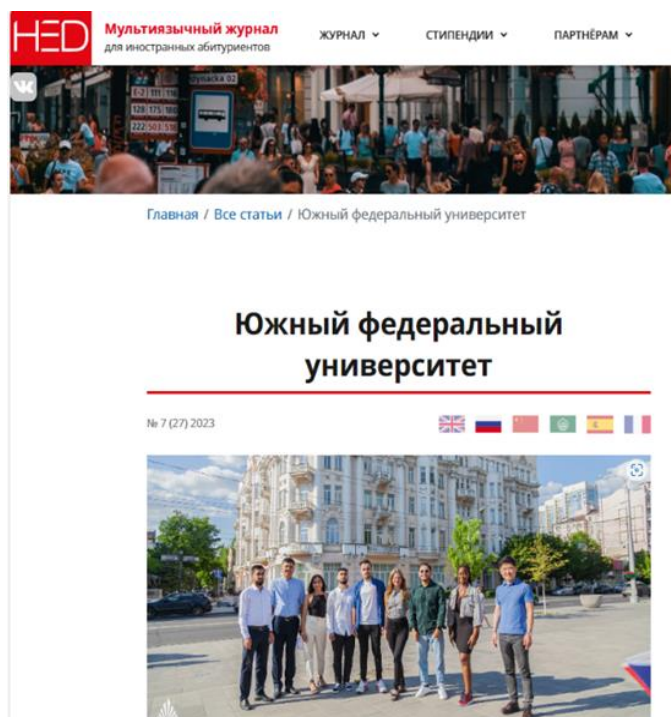 HED
Мультиязычный журнал
для иностранных абитуриентов
ЖУРНАЛ
СТИПЕНДИИ
ПАРТНЁРАМ
Главная / Все статьи / Южный федеральный университет
Южный федеральный
университет
№ 7 (27) 2023